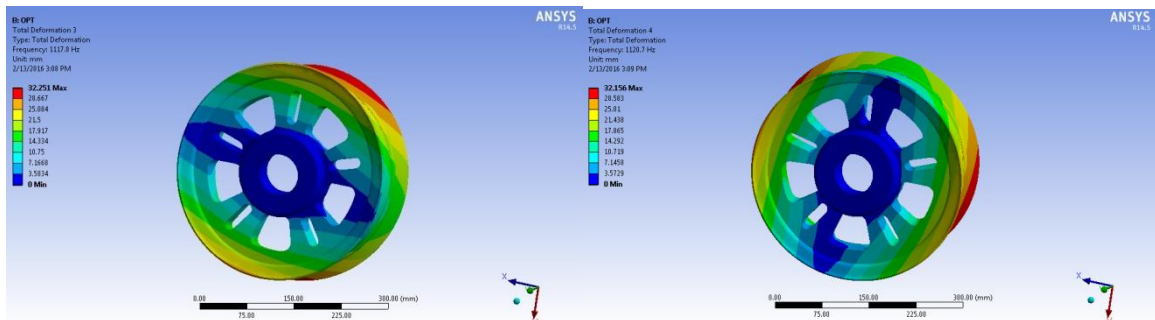 B: OPT
Total Deformation 3
Type: Total Deformation
Frequency: 1117.8 Hz
Unit: mm
2/13/2016 3:08 PM
32.251 Max
28.667
25.084
21.5
17.917
14.334
10.75
7.1668
3.5834
0 Min
ANSYS
R14.5
0.00 150.00 300.00 (mm)
75.00 225.00
X
B: OPT
Total Deformation 4
Type: Total Deformation
Frequency: 1120.7 Hz
Unit: mm
2/13/2016 3:09 PM
32.156 Max
28.583
25.01
21.438
17.865
14.292
10.719
7.1458
3.5729
0 Min
ANSYS
R14.5
0.00 150.00 300.00 (mm)
75.00 225.00
X